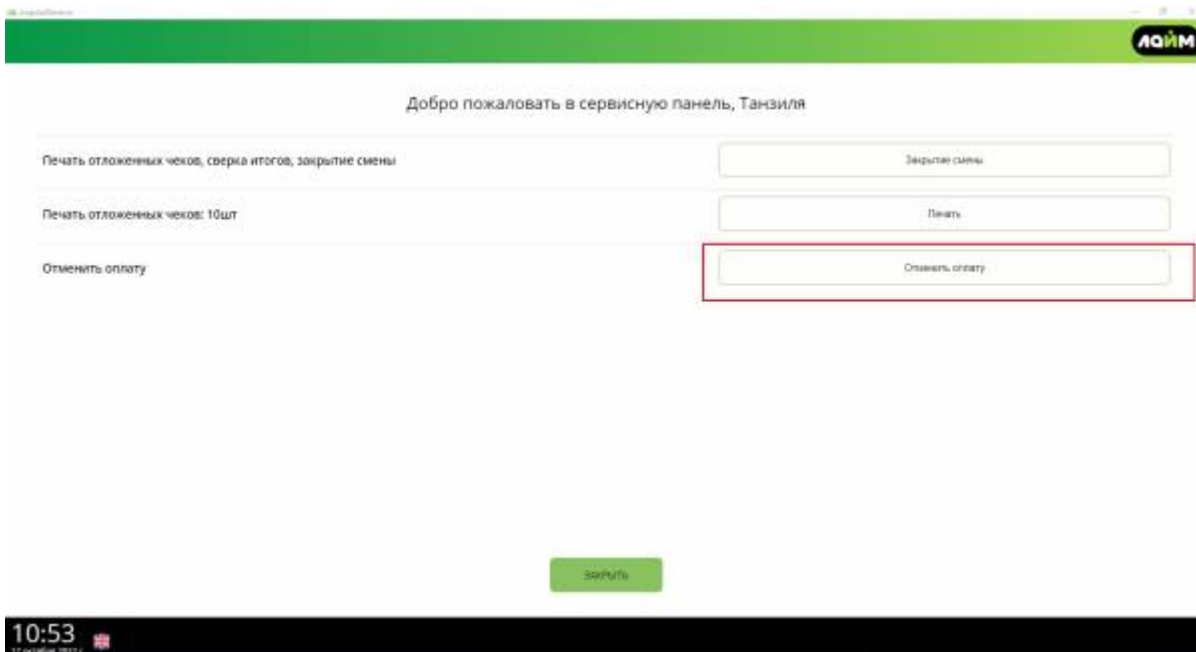 лайм
Добро пожаловать в сервисную панель, Танзиля
Печать отложенных чеков, сверка итогов, закрытие смены
Закрытие смены
Печать отложенных чеков: 10шт
Печать
Отменить оплату
Отменить оплату
ЗАКРЫТЬ
10:53